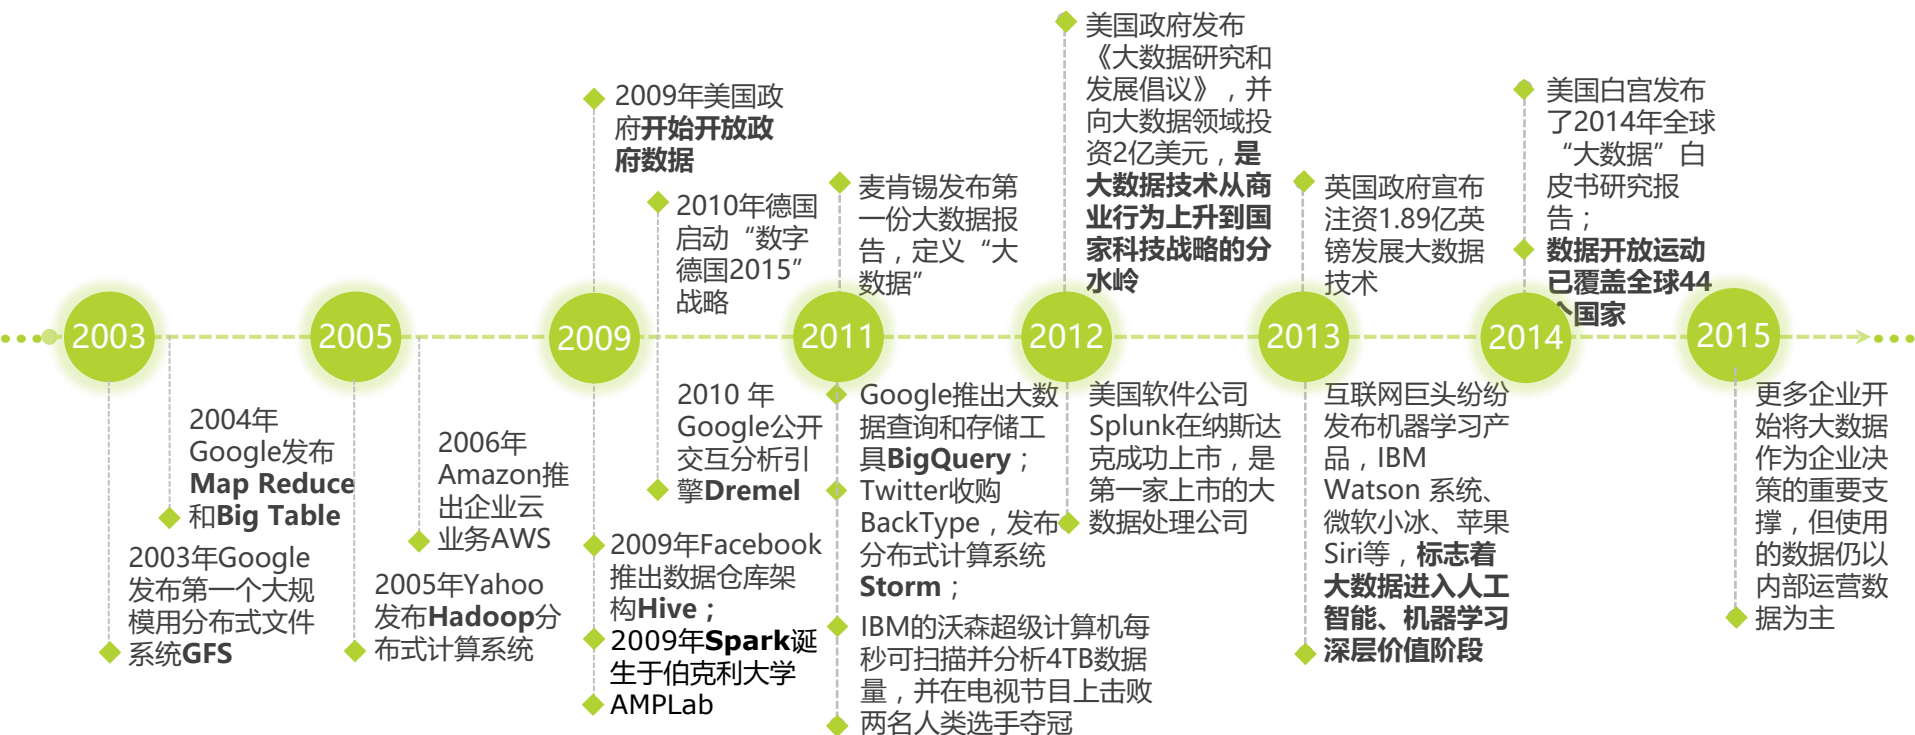 2009年美国政
府开始开放政
府数据
2010年德国
启动“数字
德国2015”
战略
麦肯锡发布第
一份大数据报
告，定义“大
数据”
美国政府发布
《大数据研究和
发展倡议》，并
向大数据领域投
资2亿美元，是
大数据技术从商
业行为上升到国
家科技战略的分
水岭
英国政府宣布
注资1.89亿英
镑发展大数据
技术
美国白宫发布
了2014年全球
“大数据”白
皮书研究报
告；
数据开放运动
已覆盖全球44
个国家
2003
2005
2009
2011
2012
2013
2014
2015
2004年
Google发布
Map Reduce
和Big Table
2003年Google
发布第一个大规
模用分布式文件
系统GFS
2006年
Amazon推
出企业云
业务AWS
2005年Yahoo
发布Hadoop分
布式计算系统
2010 年
Google公开
交互分析引
擎Dremel
2009年Facebook
推出数据仓库架
构Hive；
2009年Spark诞
生于伯克利大学
AMPLab
Google推出大数
据查询和存储工
具BigQuery；
Twitter收购
BackType，发布
分布式计算系统
Storm；
IBM的沃森超级计算机每
秒可扫描并分析4TB数据
量，并在电视节目上击败
两名人类选手夺冠
美国软件公司
Splunk在纳斯达
克成功上市，是
第一家上市的大
数据处理公司
互联网巨头纷纷
发布机器学习产
品，IBM
Watson 系统、
微软小冰、苹果
Siri等，标志着
大数据进入人工
智能、机器学习
深层价值阶段
更多企业开
始将大数据
作为企业决
策的重要支
撑，但使用
的数据仍以
内部运营数
据为主